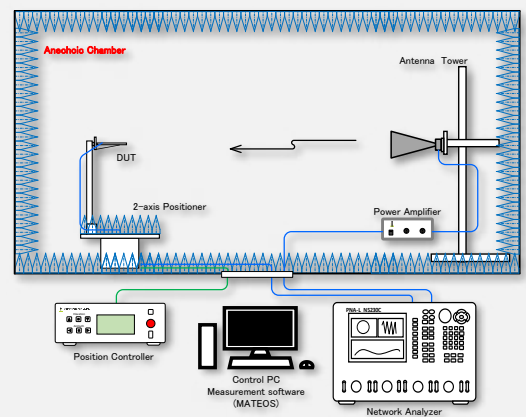 Anechoic Chamber
Antenna Tower
DUT
2-axis Positioner
Power Amplifier
PNA-L N5230C
Position Controller
Control PC
Measurement software
(MATEOS)
Network Analyzer